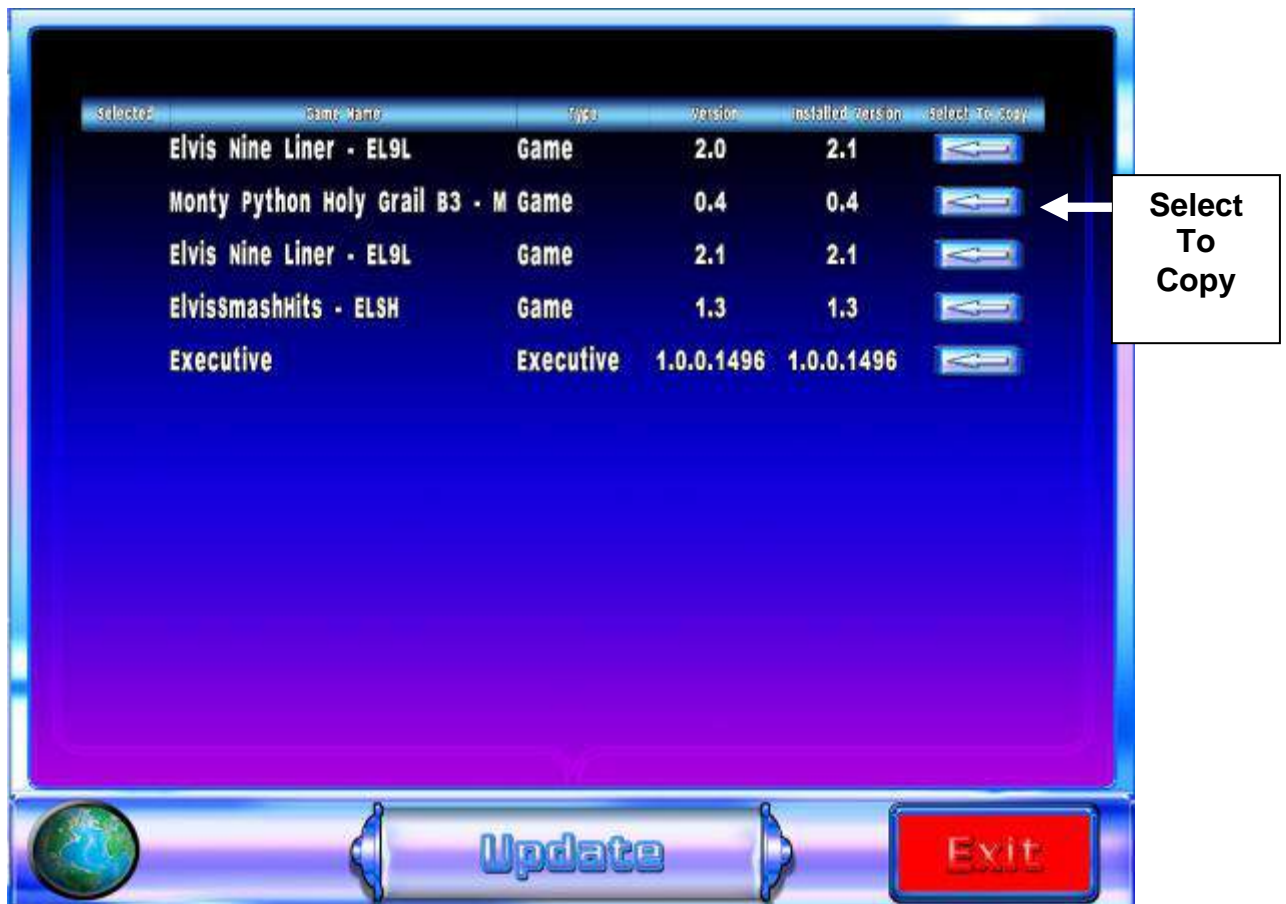 Selected Game Name Type Version Installed Version Select To Copy
Elvis Nine Liner - EL9L Game 2.0 2.1
Monty Python Holy Grail B3 - M Game 0.4 0.4
Elvis Nine Liner - EL9L Game 2.1 2.1
ElvisSmashHits - ELSH Game 1.3 1.3
Executive Executive 1.0.0.1496 1.0.0.1496
Select
To
Copy
Update
Exit